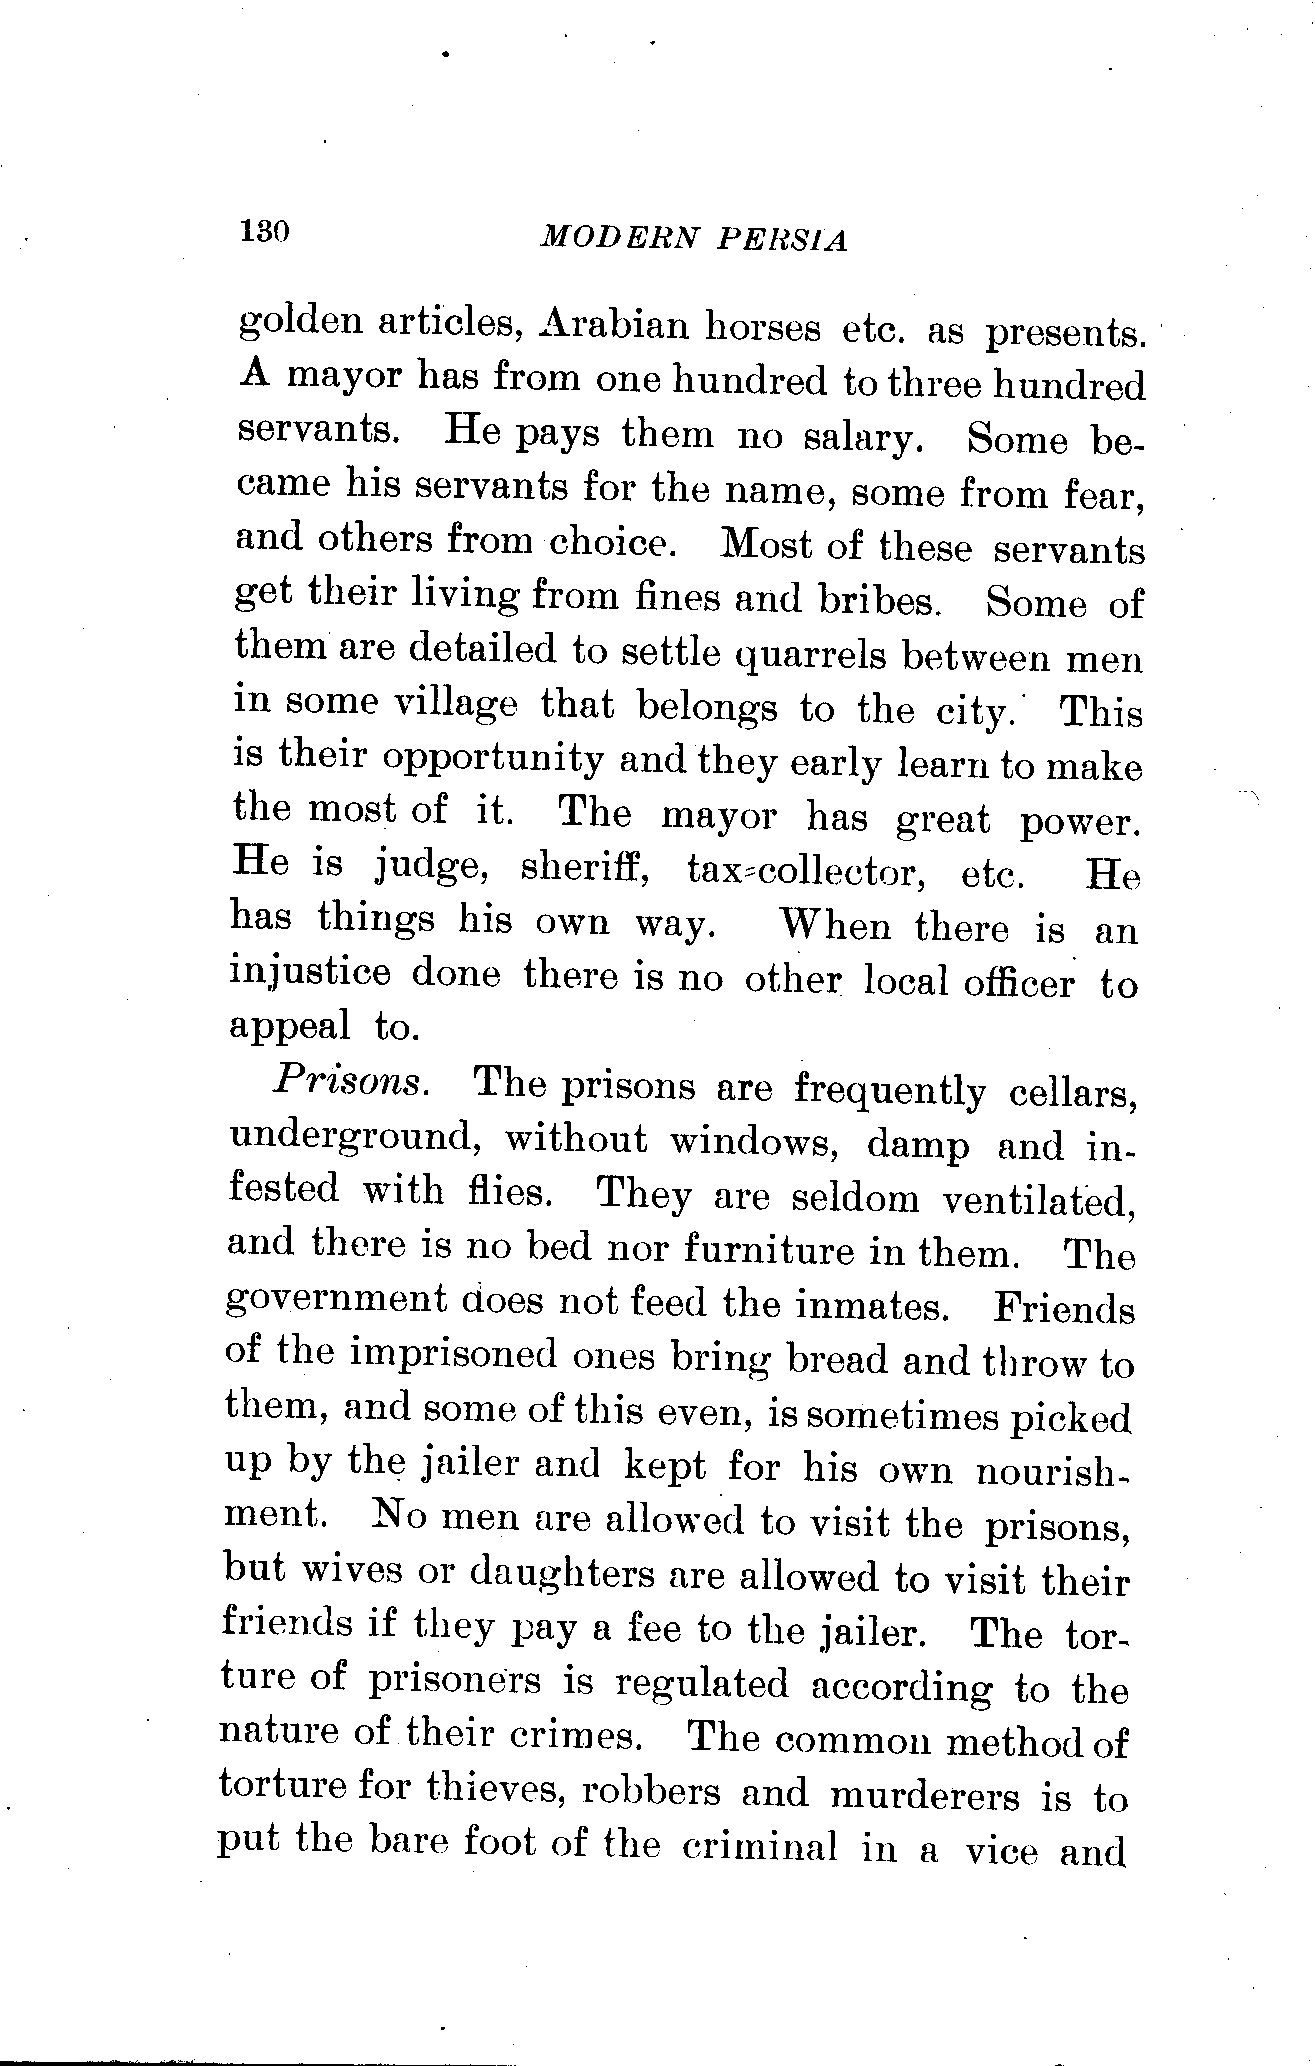 130 MODERN PERSIA
golden articles, Arabian horses etc. as presents.
A mayor has from one hundred to three hundred
servants. He pays them no salary. Some be-
came his servants for the name, some from fear,
and others from choice. Most of these servants
get their living from fines and bribes. Some of
them are detailed to settle quarrels between men
in some village that belongs to the city. This
is their opportunity and they early learn to make
the most of it. The mayor has great power.
He is judge, sheriff, tax-collector, etc. He
has things his own way. When there is an
injustice done there is no other local officer to
appeal to.
Prisons. The prisons are frequently cellars,
underground, without windows, damp and in-
fested with flies. They are seldom ventilated,
and there is no bed nor furniture in them. The
government does not feed the inmates. Friends
of the imprisoned ones bring bread and throw to
them, and some of this even, is sometimes picked
up by the jailer and kept for his own nourish-
ment. No men are allowed to visit the prisons,
but wives or daughters are allowed to visit their
friends if they pay a fee to the jailer. The tor-
ture of prisoners is regulated according to the
nature of their crimes. The common method of
torture for thieves, robbers and murderers is to
put the bare foot of the criminal in a vice and